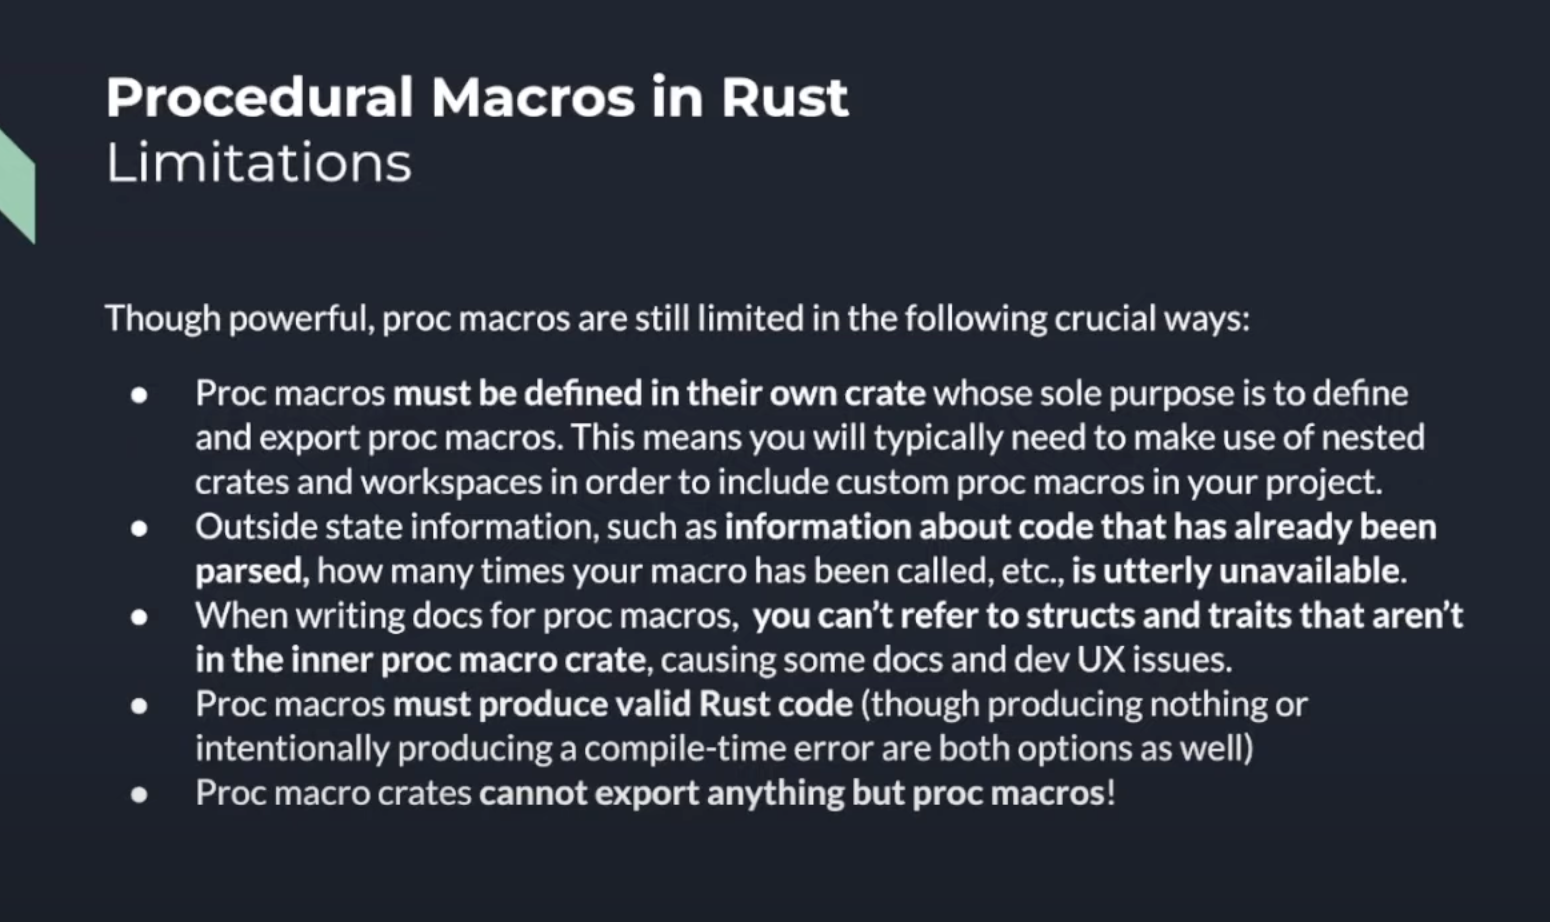 Procedural Macros in Rust
Limitations
Though powerful, proc macros are still limited in the following crucial ways:
● Proc macros must be defined in their own crate whose sole purpose is to define
and export proc macros. This means you will typically need to make use of nested
crates and workspaces in order to include custom proc macros in your project.
● Outside state information, such as information about code that has already been
parsed, how many times your macro has been called, etc., is utterly unavailable.
● When writing docs for proc macros, you can’t refer to structs and traits that aren’t
in the inner proc macro crate, causing some docs and dev UX issues.
● Proc macros must produce valid Rust code (though producing nothing or
intentionally producing a compile-time error are both options as well)
● Proc macro crates cannot export anything but proc macros!